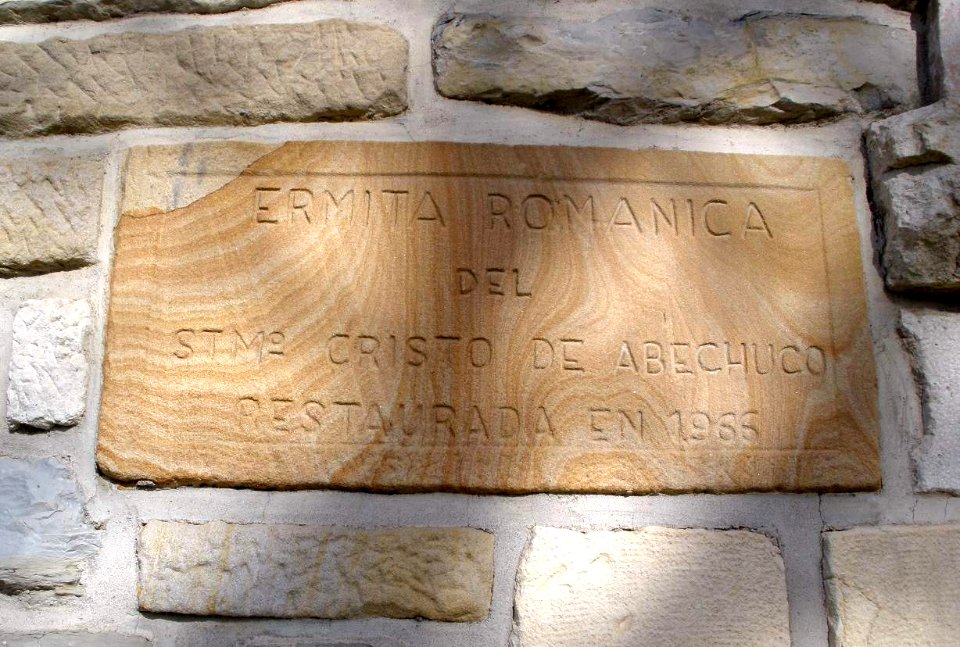 ERMITA ROMANICA
DEL
STMº CRISTO DE ABECHUCO
RESTAURADA EN 1966